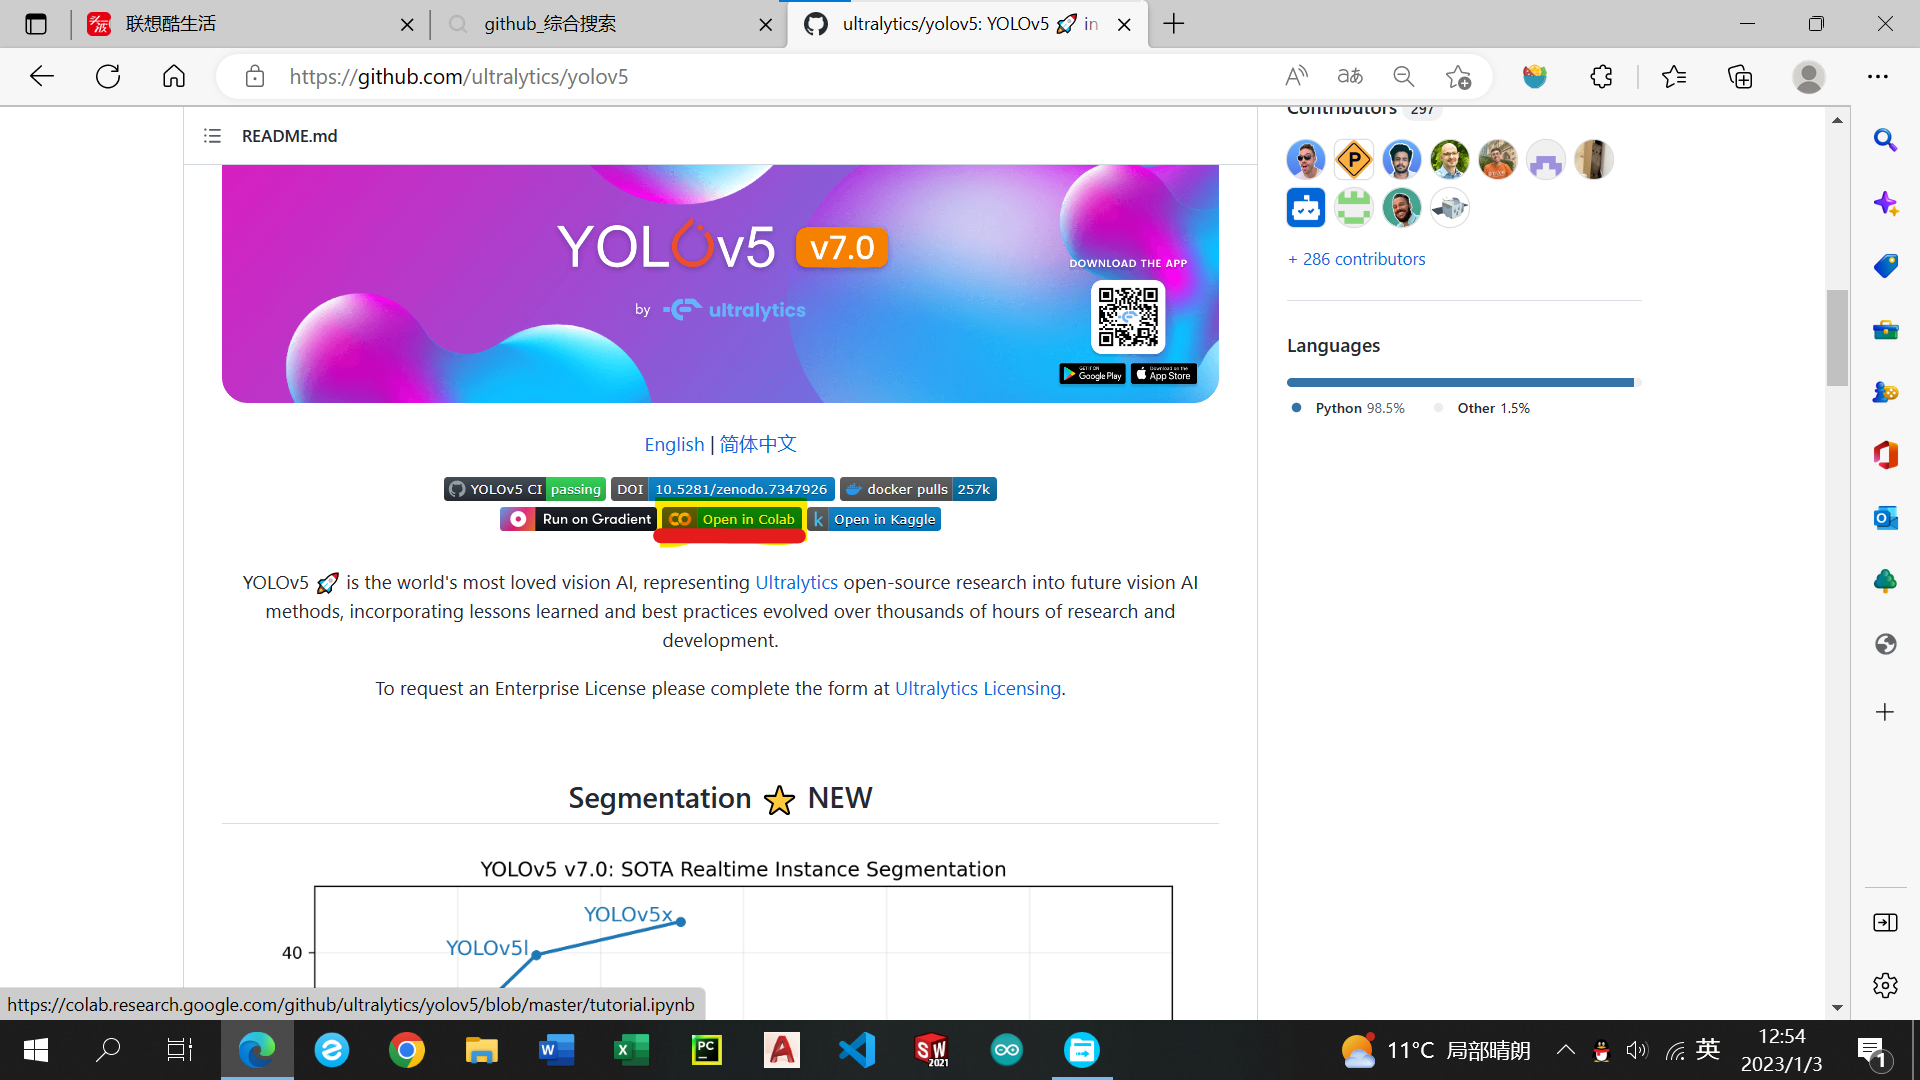 联想酷生活
github_综合搜索
ultralytics/yolov5: YOLOv5 🚀 in
https://github.com/ultralytics/yolov5
README.md
Contributors 297
YOLOv5 v7.0
by ultralytics
DOWNLOAD THE APP
GET IT ON Google Play
Download on the App Store
+ 286 contributors
Languages
Python 98.5% Other 1.5%
English | 简体中文
YOLOv5 CI passing DOI 10.5281/zenodo.7347926 docker pulls 257k
Run on Gradient Open in Colab Open in Kaggle
YOLOv5 🚀 is the world's most loved vision AI, representing Ultralytics open-source research into future vision AI
methods, incorporating lessons learned and best practices evolved over thousands of hours of research and
development.
To request an Enterprise License please complete the form at Ultralytics Licensing.
Segmentation ⭐ NEW
YOLOv5 v7.0: SOTA Realtime Instance Segmentation
YOLOv5x
YOLOv5l
40
https://colab.research.google.com/github/ultralytics/yolov5/blob/master/tutorial.ipynb
11°C 局部晴朗
英
12:54
2023/1/3
1